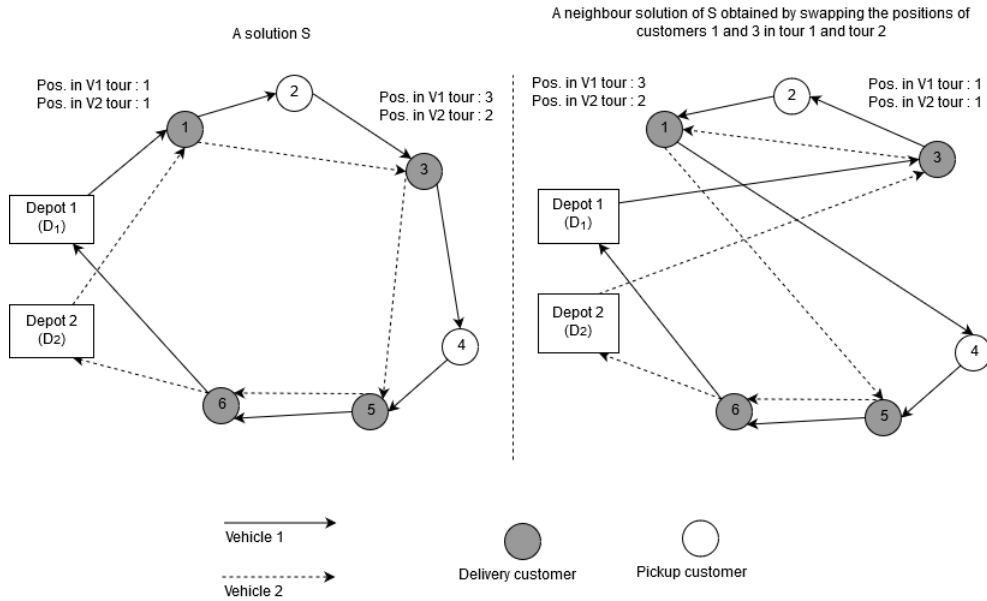 A solution S
A neighbour solution of S obtained by swapping the positions of
customers 1 and 3 in tour 1 and tour 2
Pos. in V1 tour : 1
Pos. in V2 tour : 1
2
Pos. in V1 tour : 3
Pos. in V2 tour : 2
1
3
Depot 1
(D1)
Depot 2
(D2)
4
6
5
Pos. in V1 tour : 3
Pos. in V2 tour : 2
2
Pos. in V1 tour : 1
Pos. in V2 tour : 1
1
3
Depot 1
(D1)
Depot 2
(D2)
4
6
5
Vehicle 1
Vehicle 2
Delivery customer
Pickup customer